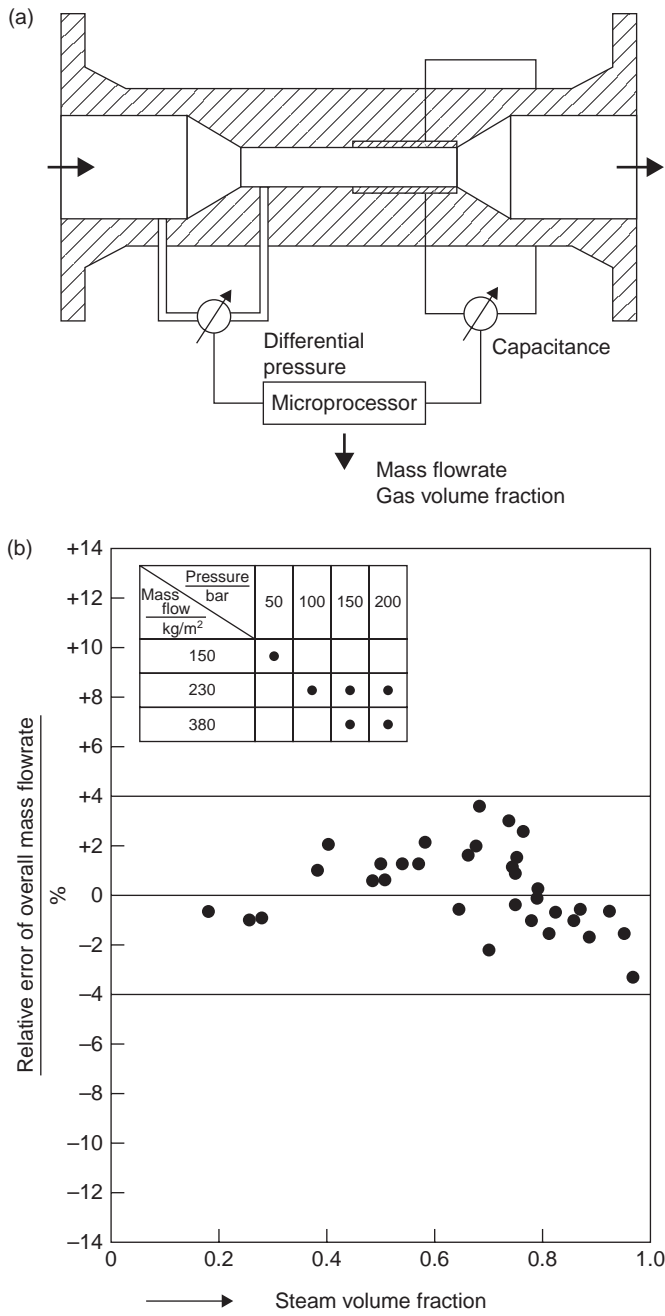 (a)
Differential
pressure
Capacitance
Microprocessor
Mass flowrate
Gas volume fraction
(b)
Relative error of overall mass flowrate
%
+14
+12
+10
+8
+6
+4
+2
0
–2
–4
–6
–8
–10
–12
–14
Pressure
bar
Mass
flow
kg/m²
50
100
150
200
150
230
380
0
0.2
0.4
0.6
0.8
1.0
Steam volume fraction